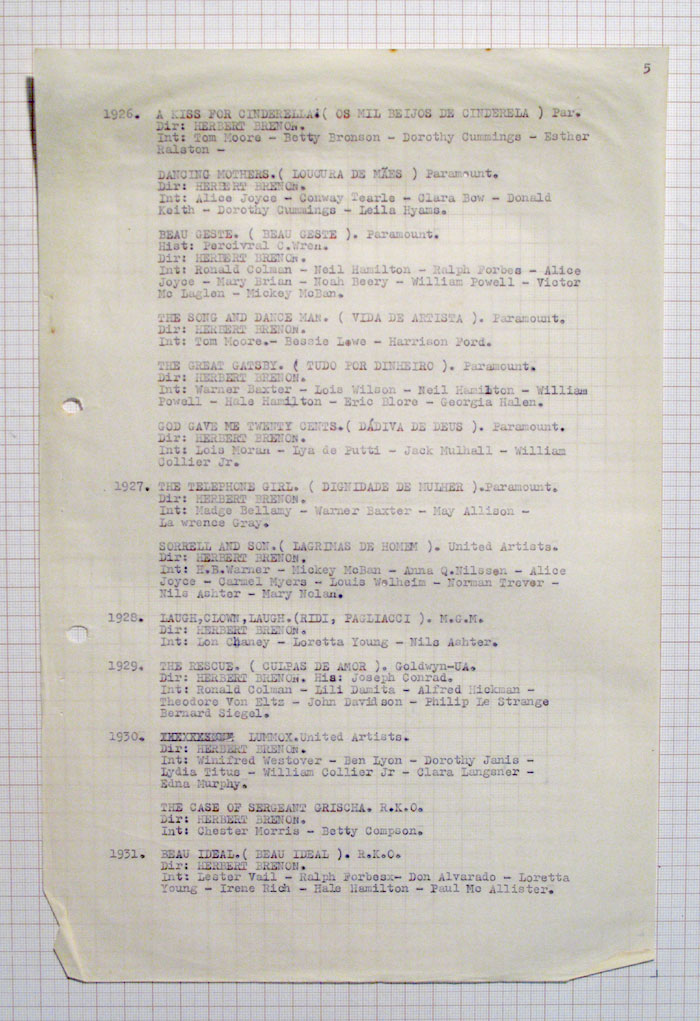 5
1926. A KISS FOR CINDERELLA:( OS MIL BEIJOS DE CINDERELA ) Par.
Dir: HERBERT BRENON.
Int: Tom Moore - Betty Bronson - Dorothy Cummings - Esther
Ralston -
DANCING MOTHERS.( LOUCURA DE MÃES ) Paramount.
Dir: HERBERT BRENON.
Int: Alice Joyce - Conway Tearle - Clara Bow - Donald
Keith - Dorothy Cummings - Leila Hyams.
BEAU GESTE. ( BEAU GESTE ). Paramount.
Hist: Percivral C.Wren.
Dir: HERBERT BRENON.
Int: Ronald Colman - Neil Hamilton - Ralph Forbes - Alice
Joyce - Mary Brian - Noah Beery - William Powell - Victor
Mc Laglen - Mickey McBan.
THE SONG AND DANCE MAN. ( VIDA DE ARTISTA ). Paramount.
Dir: HERBERT BRENON.
Int: Tom Moore.- Bessie Lowe - Harrison Ford.
THE GREAT GATSBY. ( TUDO POR DINHEIRO ). Paramount.
Dir: HERBERT BRENON.
Int: Warner Baxter - Lois Wilson - Neil Hamilton - William
Powell - Hale Hamilton - Eric Blore - Georgia Halen.
GOD GAVE ME TWENTY CENTS.( DÁDIVA DE DEUS ). Paramount.
Dir: HERBERT BRENON.
Int: Lois Moran - Lya de Putti - Jack Mulhall - William
Collier Jr.
1927. THE TELEPHONE GIRL. ( DIGNIDADE DE MULHER ).Paramount.
Dir: HERBERT BRENON.
Int: Madge Bellamy - Warner Baxter - May Allison -
La wrence Gray.
SORRELL AND SON.( LAGRIMAS DE HOMEM ). United Artists.
Dir: HERBERT BRENON.
Int: H.B.Warner - Mickey McBan - Anna Q.Nilssen - Alice
Joyce - Carmel Myers - Louis Wolheim - Norman Trevor -
Nils Ashter - Mary Nolan.
1928. LAUGH,CLOWN,LAUGH.(RIDI, PAGLIACCI ). M.G.M.
Dir: HERBERT BRENON.
Int: Lon Chaney - Loretta Young - Nils Ashter.
1929. THE RESCUE. ( CULPAS DE AMOR ). Goldwyn-UA.
Dir: HERBERT BRENON. His: Joseph Conrad.
Int: Ronald Colman - Lili Damita - Alfred Hickman -
Theodore Von Eltz - John Davidson - Philip Le Strange
Bernard Siegel.
1930. LUMMOX.United Artists.
Dir: HERBERT BRENON.
Int: Winifred Westover - Ben Lyon - Dorothy Janis -
Lydia Titus - William Collier Jr - Clara Langsner -
Edna Murphy.
THE CASE OF SERGEANT GRISCHA. R.K.O.
Dir: HERBERT BRENON.
Int: Chester Morris - Betty Compson.
1931. BEAU IDEAL.( BEAU IDEAL ). R.K.O.
Dir: HERBERT BRENON.
Int: Lester Vail - Ralph Forbesx- Don Alvarado - Loretta
Young - Irene Rich - Hale Hamilton - Paul Mc Allister.